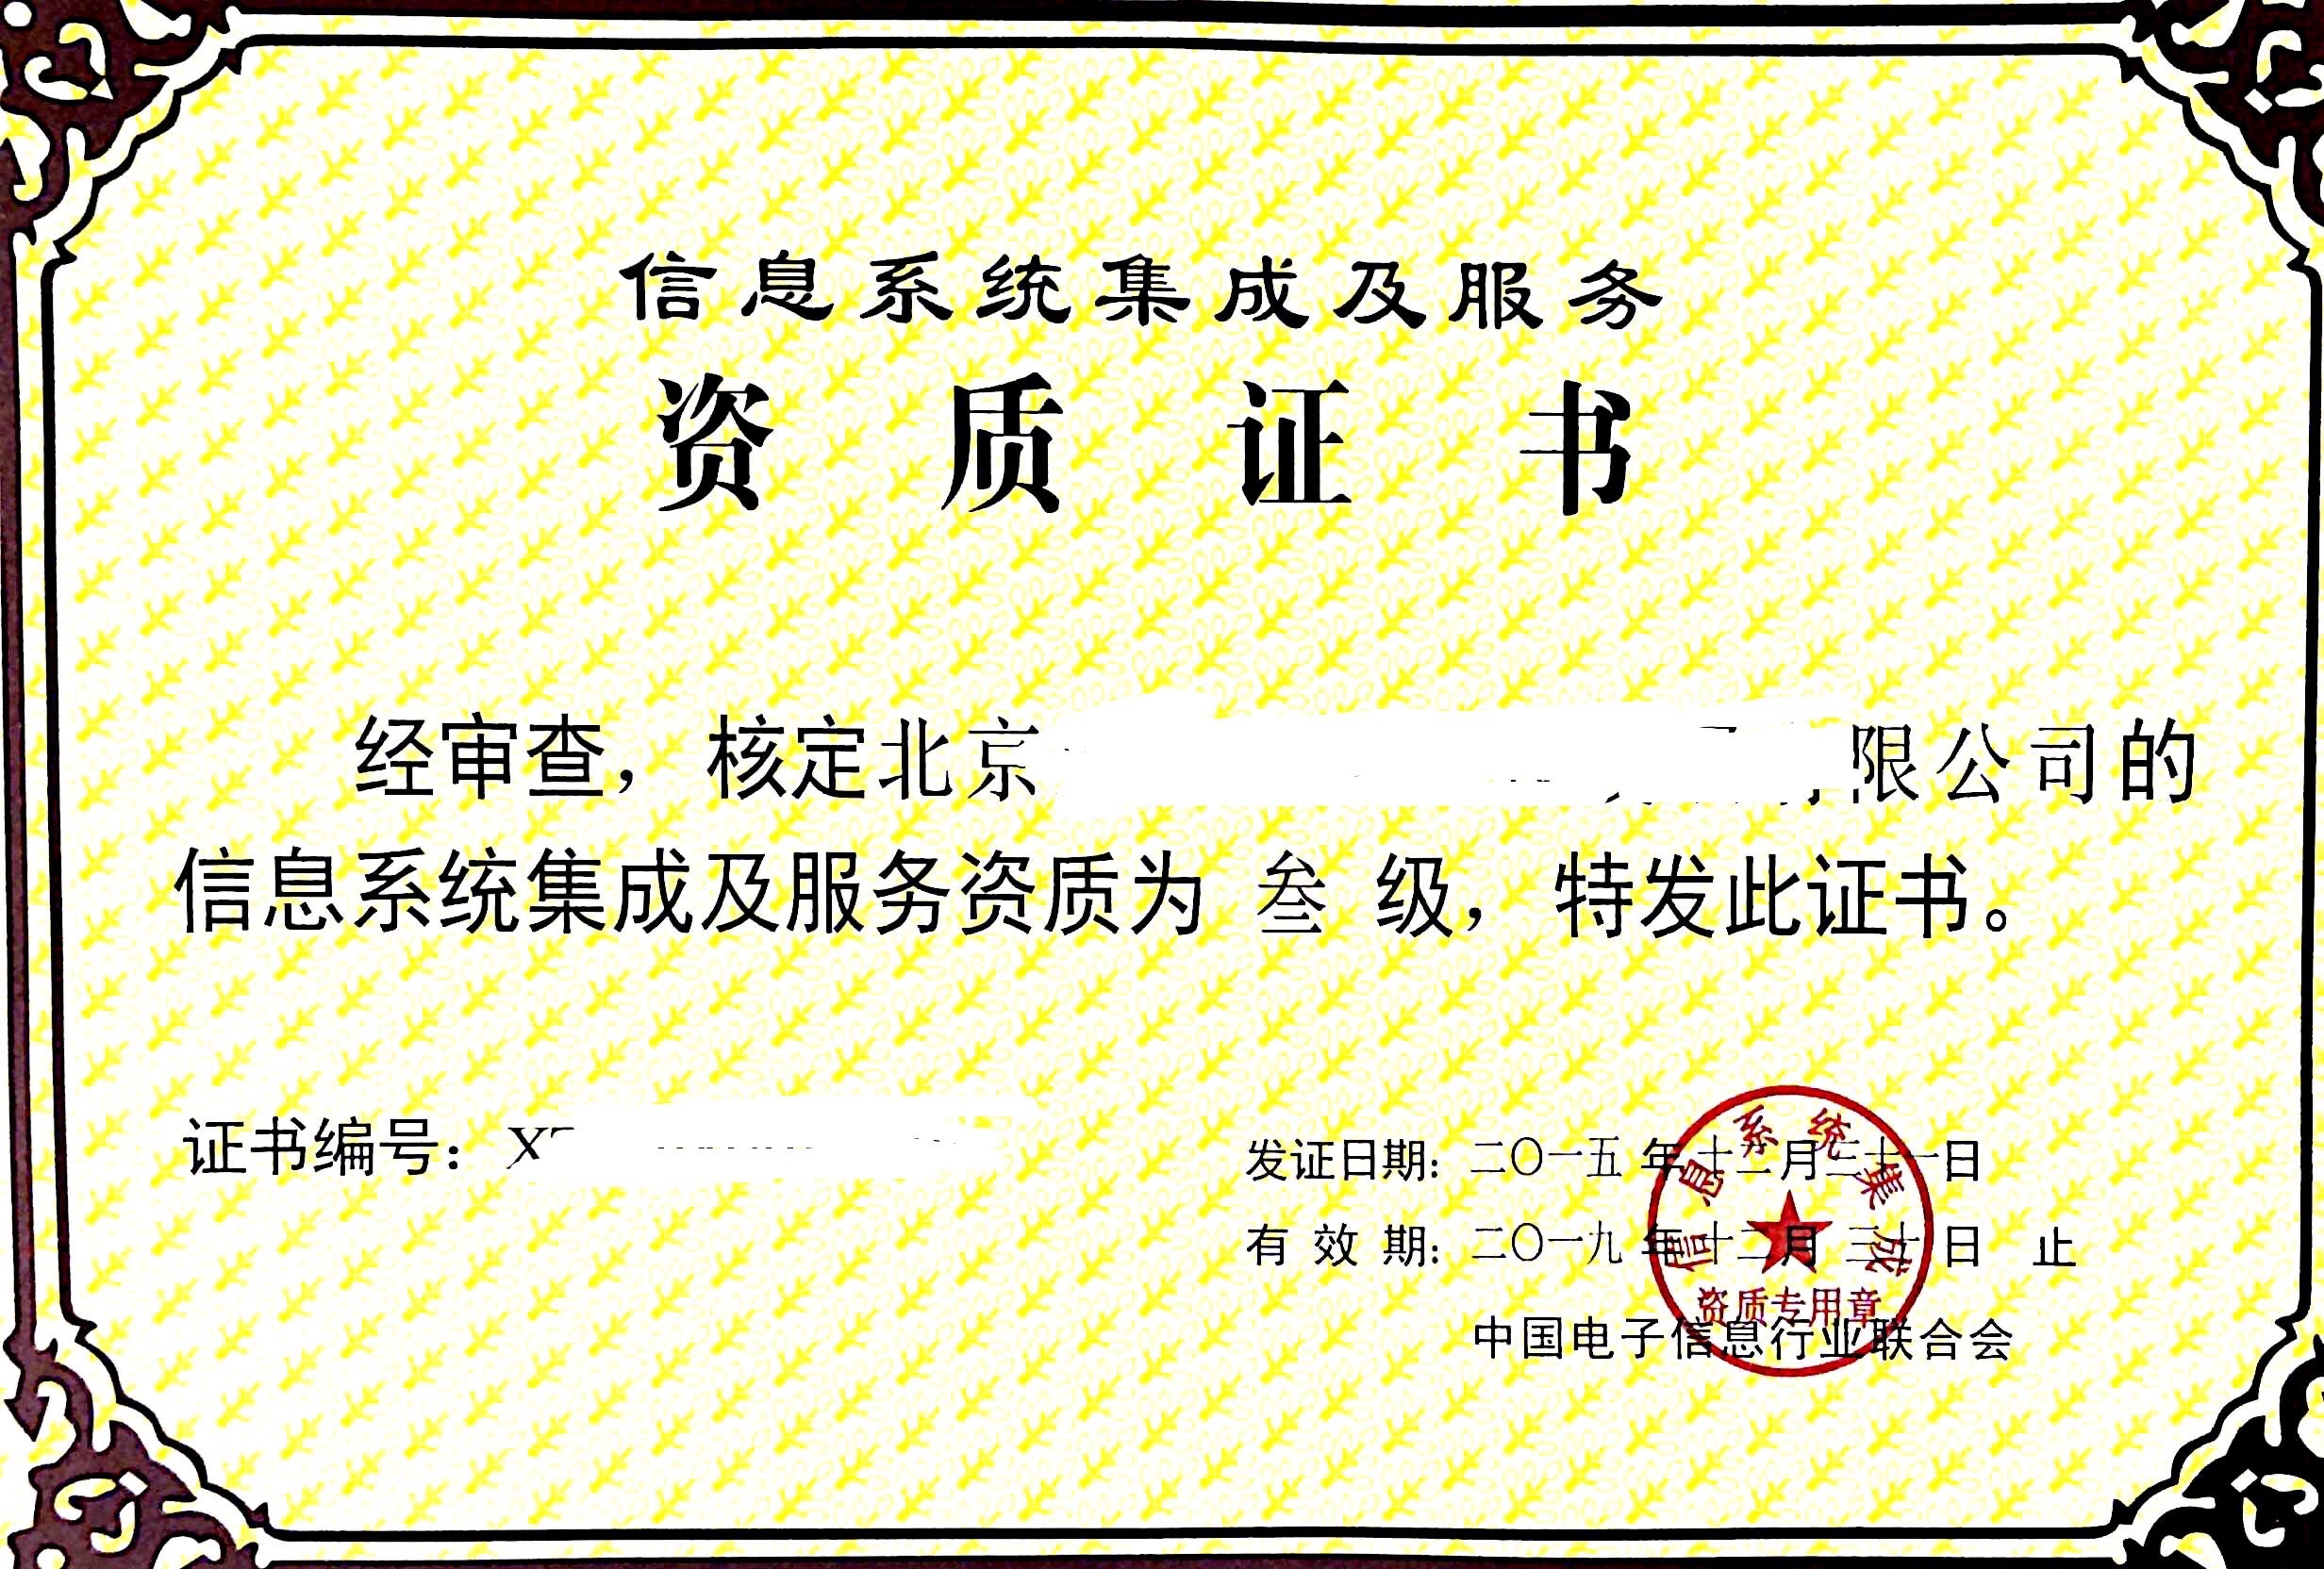 信息系统集成及服务
资质证书
经审查，核定北京 限公司的
信息系统集成及服务资质为 叁 级，特发此证书。
证书编号：X
发证日期：二〇一五年十二月三十一日
有效期：二〇一九年十二月三十日 止
中国电子信息行业联合会
信息系统集成
资质专用章